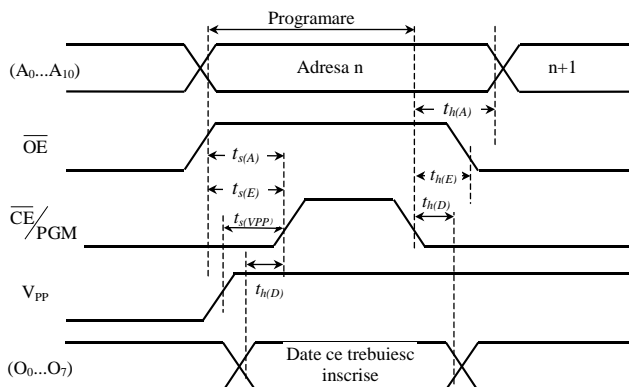 Programare
(A0...A10)
Adresa n
n+1
th(A)
OE
ts(A)
th(E)
ts(E)
th(D)
CE/PGM
ts(VPP)
VPP
th(D)
(O0...O7)
Date ce trebuiesc
inscrise